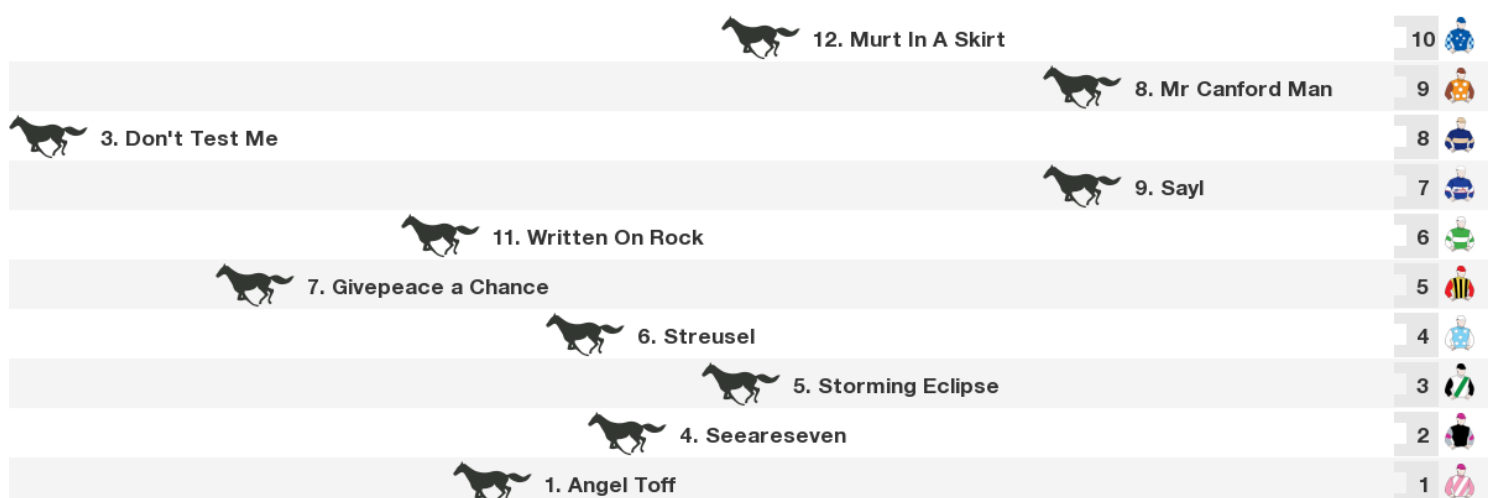 12. Murt In A Skirt 10
8. Mr Canford Man 9
3. Don't Test Me 8
9. Sayl 7
11. Written On Rock 6
7. Givepeace a Chance 5
6. Streusel 4
5. Storming Eclipse 3
4. Seeareseven 2
1. Angel Toff 1